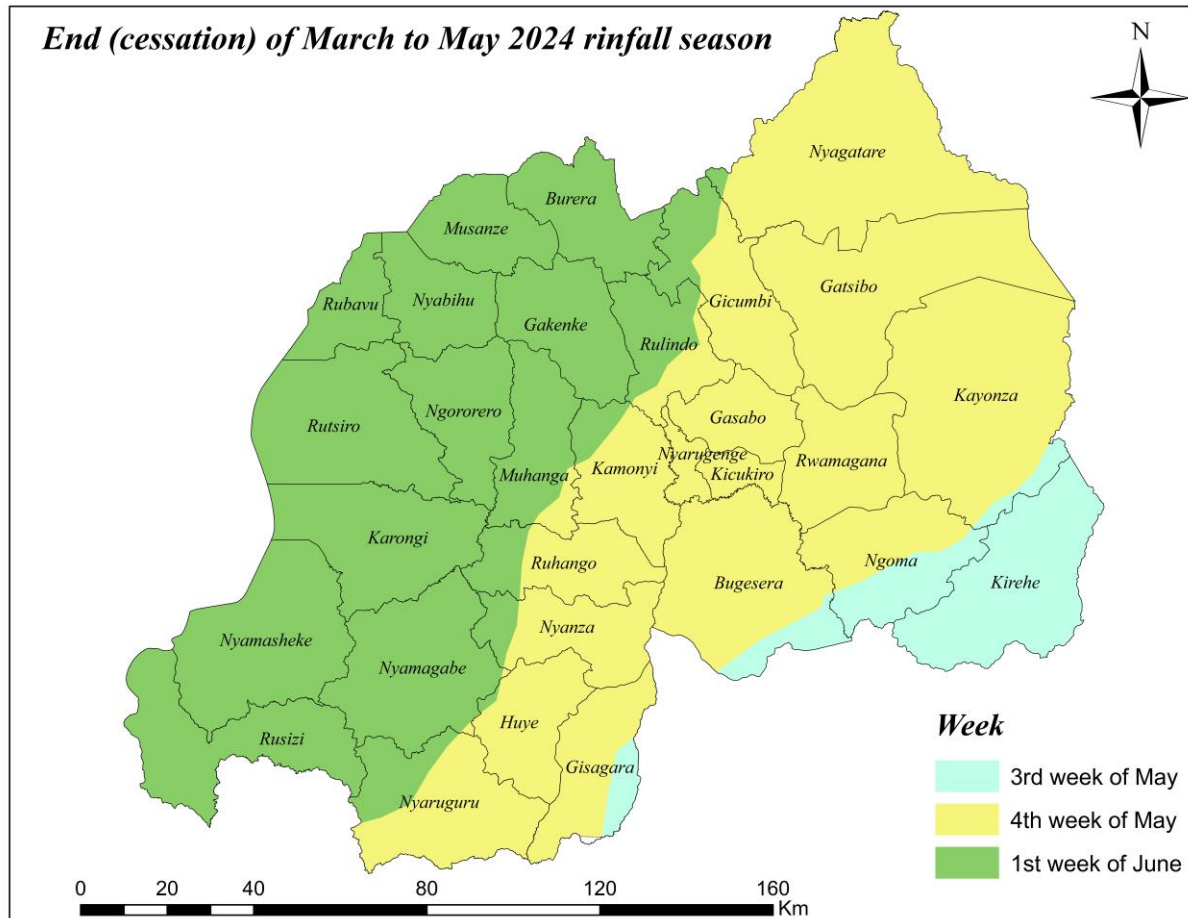 End (cessation) of March to May 2024 rinfall season
N
Nyagatare
Burera
Musanze
Rubavu
Nyabihu
Gakenke
Gicumbi
Gatsibo
Rulindo
Kayonza
Rutsiro
Ngororero
Gasabo
Muhanga
Kamonyi
Nyarugenge
Kicukiro
Rwamagana
Karongi
Ruhango
Bugesera
Ngoma
Kirehe
Nyamasheke
Nyanza
Nyamagabe
Huye
Rusizi
Gisagara
Nyaruguru
Week
3rd week of May
4th week of May
1st week of June
0 20 40 80 120 160
Km